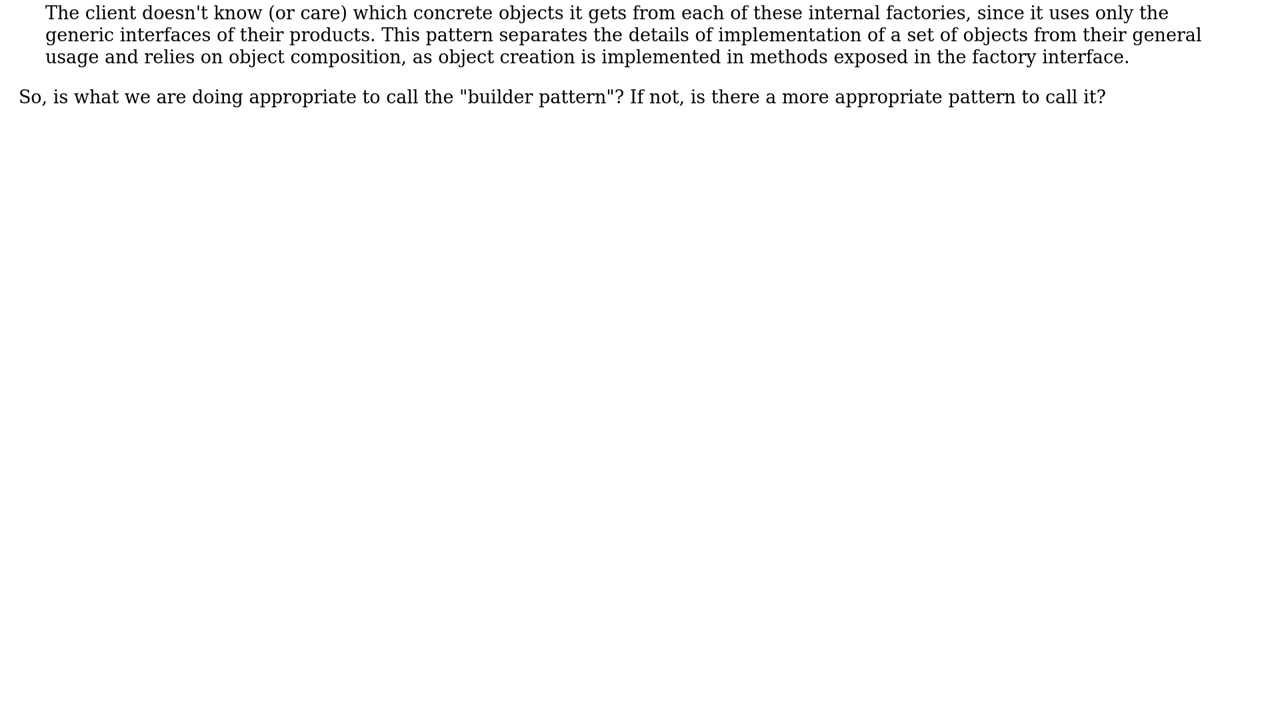 The client doesn't know (or care) which concrete objects it gets from each of these internal factories, since it uses only the
generic interfaces of their products. This pattern separates the details of implementation of a set of objects from their general
usage and relies on object composition, as object creation is implemented in methods exposed in the factory interface.
So, is what we are doing appropriate to call the "builder pattern"? If not, is there a more appropriate pattern to call it?